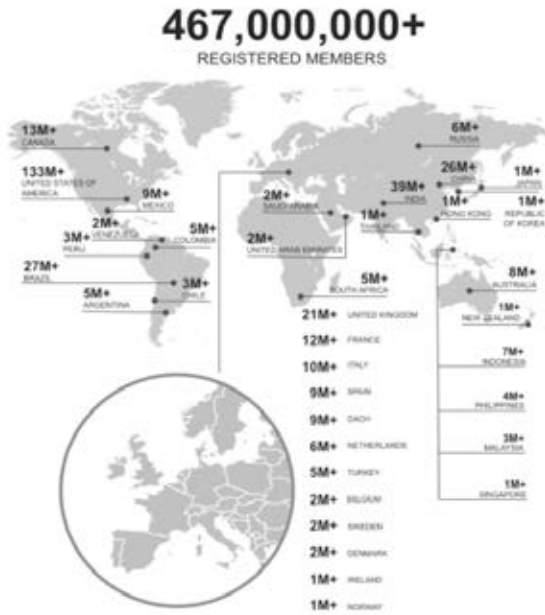 467,000,000+
REGISTERED MEMBERS
13M+
CANADA
133M+
UNITED STATES OF
AMERICA
9M+
MEXICO
2M+
VENEZUELA
5M+
COLOMBIA
3M+
PERU
27M+
BRAZIL
3M+
CHILE
5M+
ARGENTINA
6M+
RUSSIA
26M+
CHINA
1M+
JAPAN
39M+
INDIA
2M+
SAUDI ARABIA
1M+
HONG KONG
1M+
REPUBLIC
OF KOREA
1M+
THAILAND
2M+
UNITED ARAB EMIRATES
5M+
SOUTH AFRICA
8M+
AUSTRALIA
1M+
NEW ZEALAND
7M+
INDONESIA
4M+
PHILIPPINES
3M+
MALAYSIA
1M+
SINGAPORE
21M+ UNITED KINGDOM
12M+ FRANCE
10M+ ITALY
9M+ SPAIN
9M+ DACH
6M+ NETHERLANDS
5M+ TURKEY
2M+ BELGIUM
2M+ SWEDEN
2M+ DENMARK
1M+ IRELAND
1M+ NORWAY